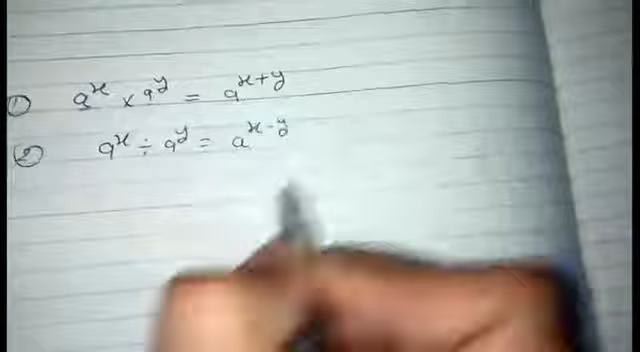 ① a^x × a^y = a^x+y
② a^x ÷ a^y = a^x-y